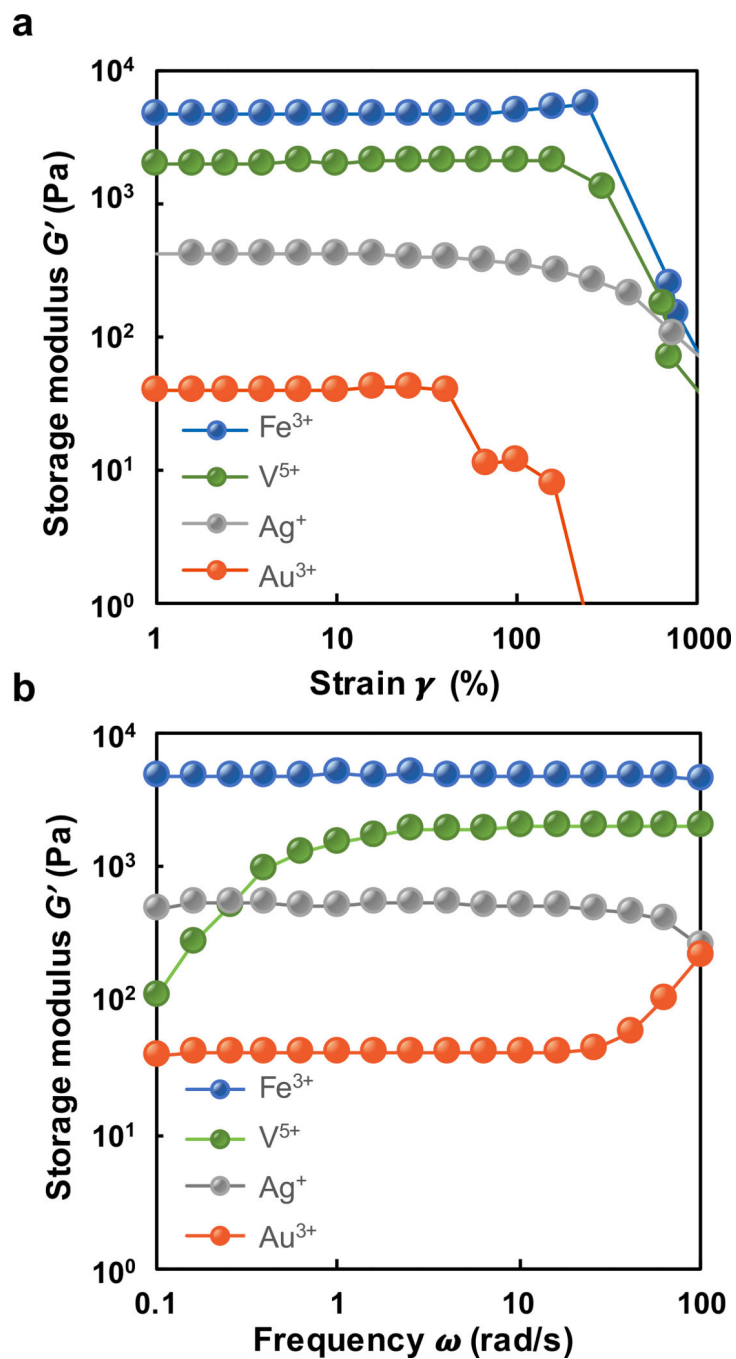 a
10⁴
10³
10²
10¹
10⁰
Storage modulus G′ (Pa)
Fe³⁺
V⁵⁺
Ag⁺
Au³⁺
1 10 100 1000
Strain γ (%)
b
10⁴
10³
10²
10¹
10⁰
Storage modulus G′ (Pa)
Fe³⁺
V⁵⁺
Ag⁺
Au³⁺
0.1 1 10 100
Frequency ω (rad/s)